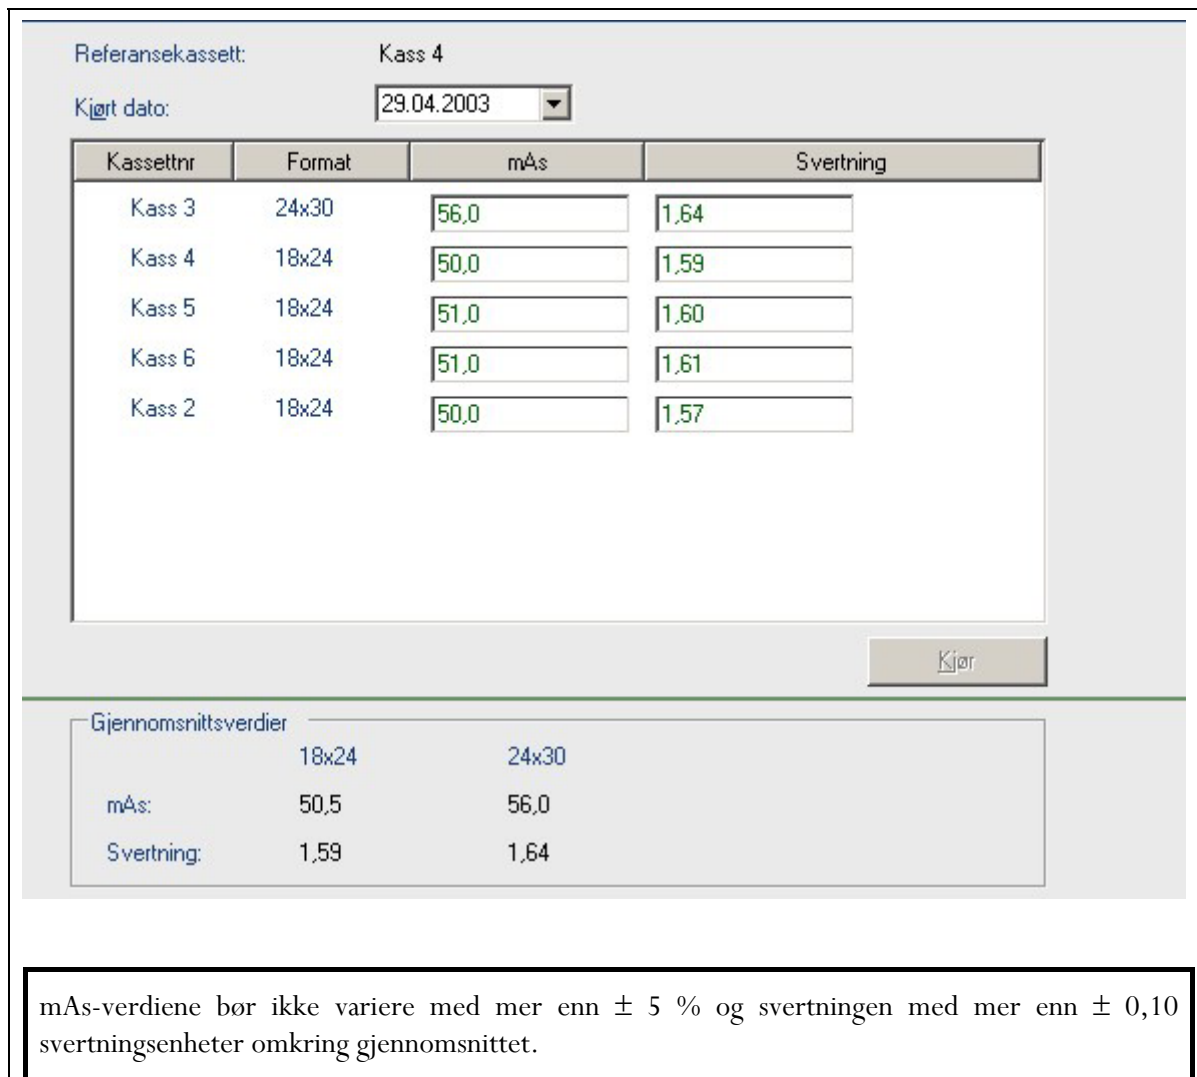 Referansekassett: Kass 4
Kjørt dato: 29.04.2003
Kassettnr Format mAs Svertning
Kass 3 24x30 56,0 1,64
Kass 4 18x24 50,0 1,59
Kass 5 18x24 51,0 1,60
Kass 6 18x24 51,0 1,61
Kass 2 18x24 50,0 1,57
Kjør
Gjennomsnittsverdier
18x24 24x30
mAs: 50,5 56,0
Svertning: 1,59 1,64
mAs-verdiene bør ikke variere med mer enn ± 5 % og svertningen med mer enn ± 0,10
svertningsenheter omkring gjennomsnittet.